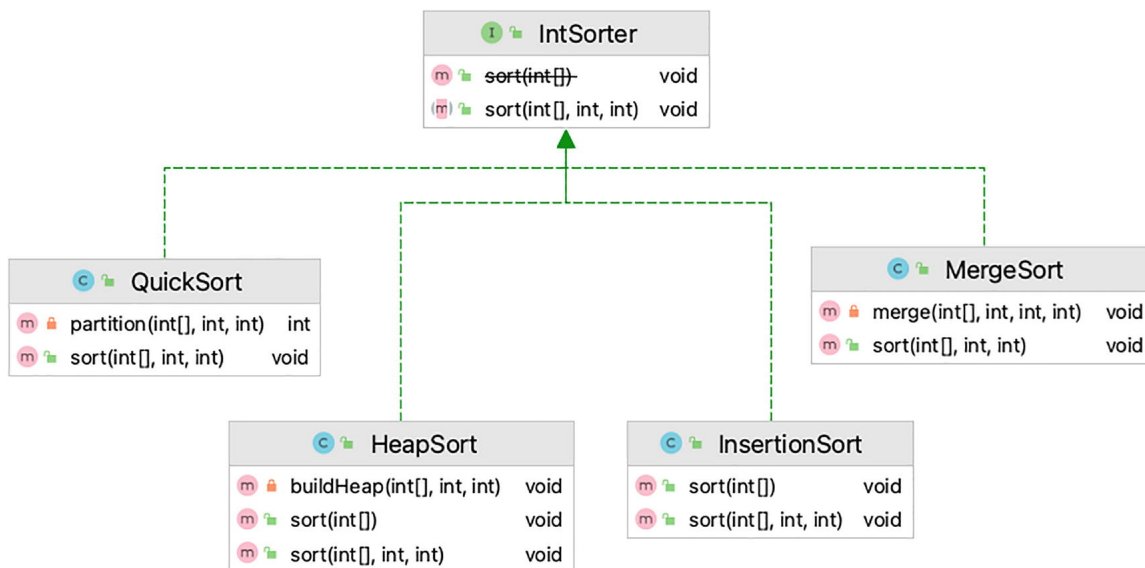 I IntSorter
m sort(int[]) void
m sort(int[], int, int) void
C QuickSort
m partition(int[], int, int) int
m sort(int[], int, int) void
C MergeSort
m merge(int[], int, int, int) void
m sort(int[], int, int) void
C HeapSort
m buildHeap(int[], int, int) void
m sort(int[]) void
m sort(int[], int, int) void
C InsertionSort
m sort(int[]) void
m sort(int[], int, int) void